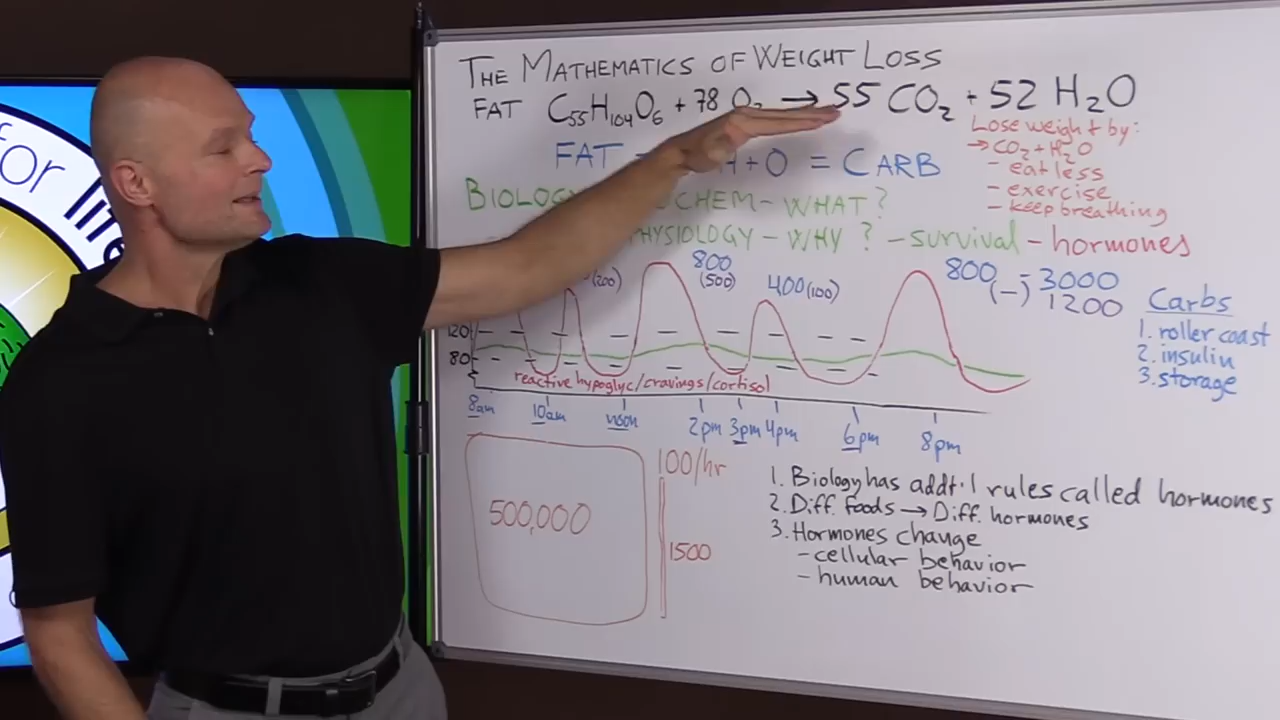 THE MATHEMATICS OF WEIGHT LOSS
FAT C₅₅H₁₀₄O₆ + 78 O₂ → 55 CO₂ + 52 H₂O
Lose weight by:
→ CO₂ + H₂O
- eat less
- exercise
- keep breathing
FAT = H + O = CARB
BIOLOGY CHEM - WHAT?
PHYSIOLOGY - WHY? - survival - hormones
(200)
800
(500)
400(100)
800
(-)
- 3000
1200
120
80
reactive hypoglyc/cravings/cortisol
8am 10am noon 2pm 3pm 4pm 6pm 8pm
Carbs
1. roller coast
2. insulin
3. storage
500,000
100/hr
1500
1. Biology has addt'l rules called hormones
2. Diff. foods → Diff. hormones
3. Hormones change
- cellular behavior
- human behavior
for life